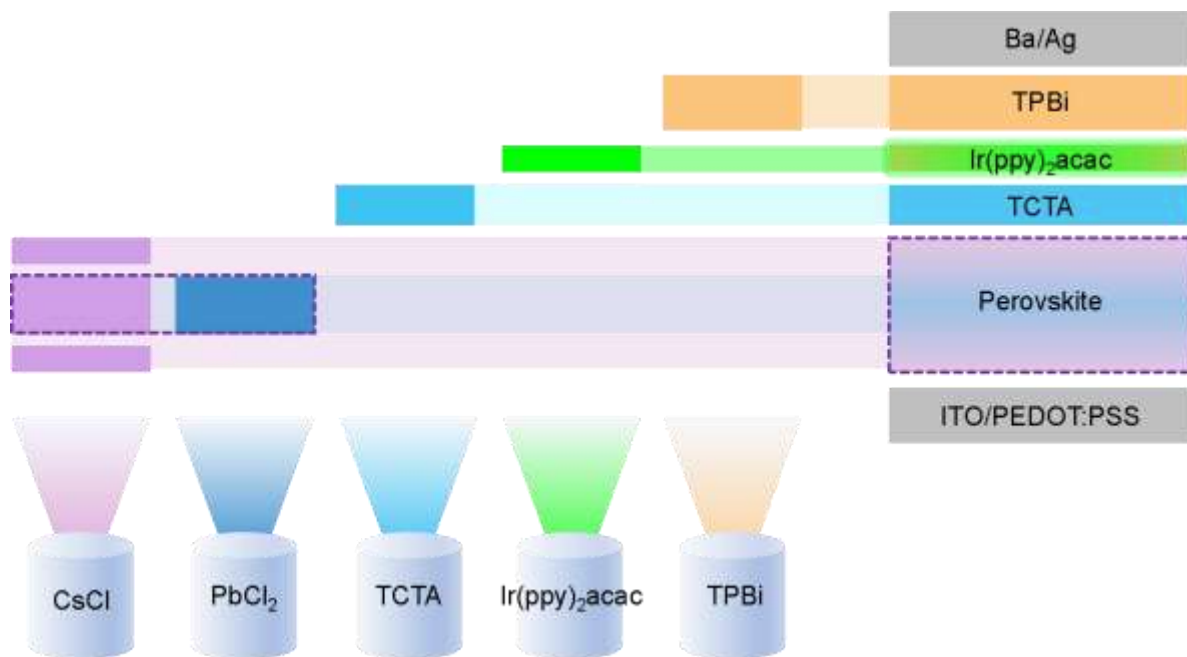 Ba/Ag
TPBi
Ir(ppy)₂acac
TCTA
Perovskite
ITO/PEDOT:PSS
CsCl
PbCl₂
TCTA
Ir(ppy)₂acac
TPBi